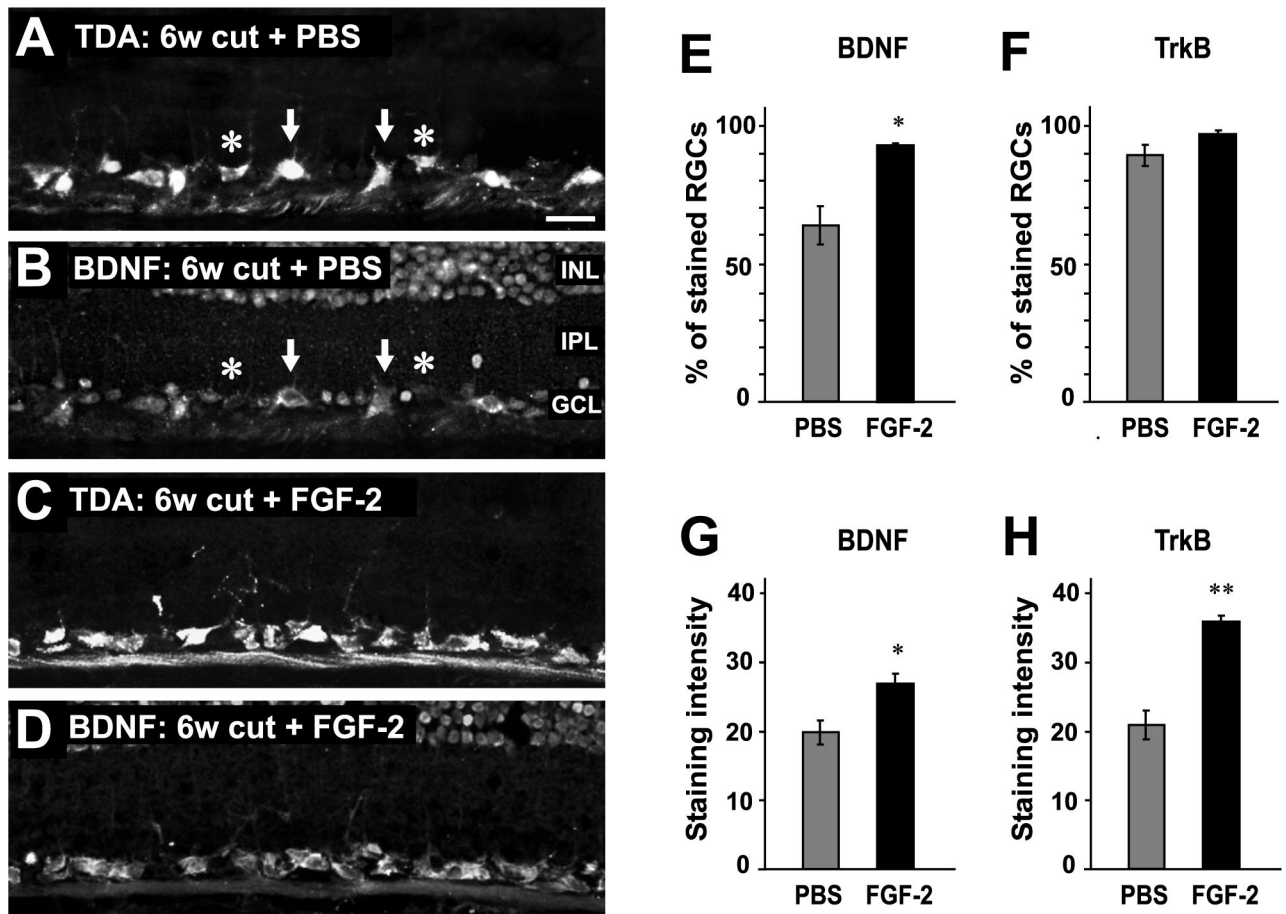 A TDA: 6w cut + PBS
* *
B BDNF: 6w cut + PBS
INL
IPL
* *
GCL
C TDA: 6w cut + FGF-2
D BDNF: 6w cut + FGF-2
E BDNF
% of stained RGCs
100
50
0
*
PBS FGF-2
F TrkB
% of stained RGCs
100
50
0
PBS FGF-2
G BDNF
Staining intensity
40
30
20
10
0
*
PBS FGF-2
H TrkB
Staining intensity
40
30
20
10
0
**
PBS FGF-2